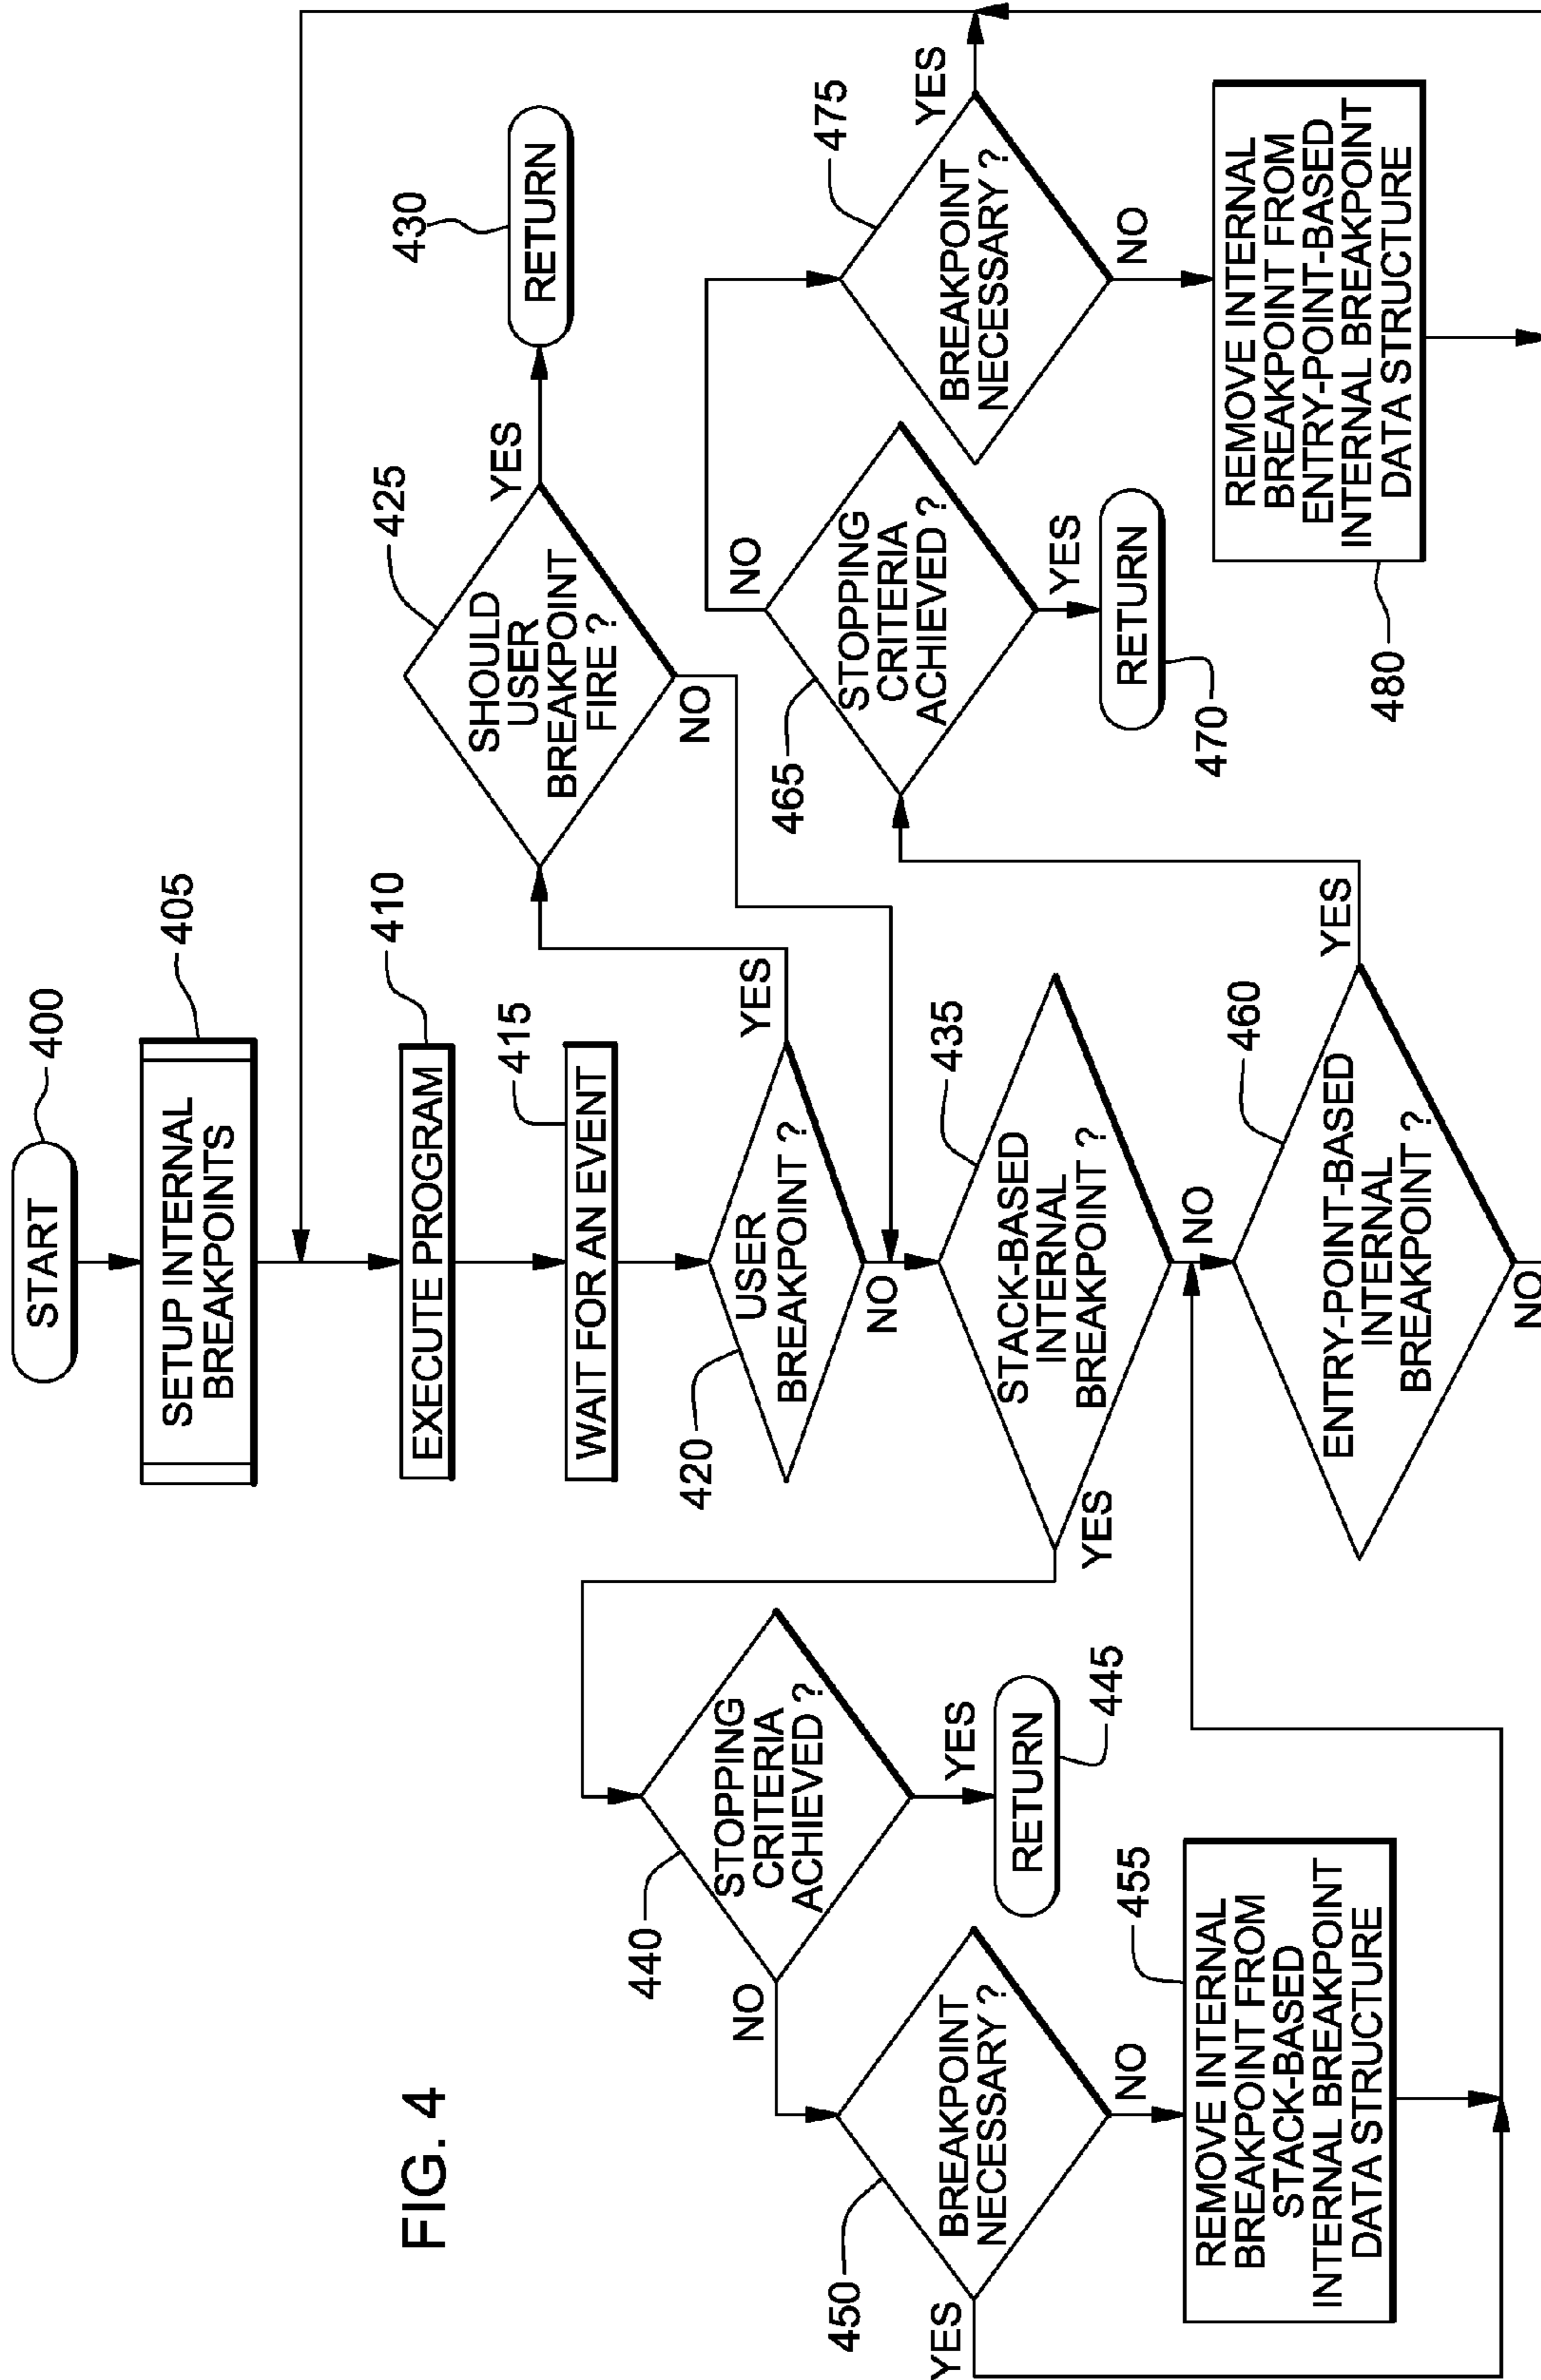 FIG. 4
START
400
SETUP INTERNAL
BREAKPOINTS
405
EXECUTE PROGRAM
410
WAIT FOR AN EVENT
415
USER
BREAKPOINT ?
420
YES
NO
SHOULD
USER
BREAKPOINT
FIRE ?
425
YES
NO
RETURN
430
STACK-BASED
INTERNAL
BREAKPOINT ?
435
YES
NO
STOPPING
CRITERIA
ACHIEVED ?
440
NO
YES
RETURN
445
BREAKPOINT
NECESSARY ?
450
YES
NO
REMOVE INTERNAL
BREAKPOINT FROM
STACK-BASED
INTERNAL BREAKPOINT
DATA STRUCTURE
455
ENTRY-POINT-BASED
INTERNAL
BREAKPOINT ?
460
YES
NO
STOPPING
CRITERIA
ACHIEVED ?
465
NO
YES
RETURN
470
BREAKPOINT
NECESSARY ?
475
YES
NO
REMOVE INTERNAL
BREAKPOINT FROM
ENTRY-POINT-BASED
INTERNAL BREAKPOINT
DATA STRUCTURE
480